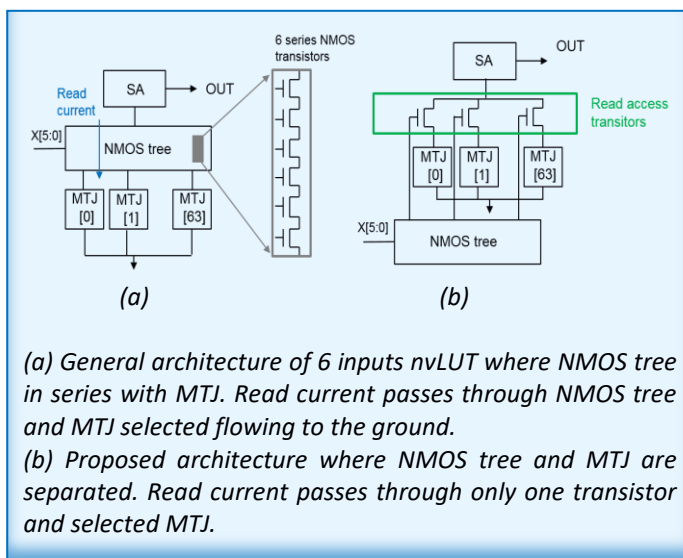 6 series NMOS
transistors
OUT
SA
Read
current
X[5:0]
NMOS tree
MTJ
[0]
MTJ
[1]
MTJ
[63]
(a)
OUT
SA
Read access
transitors
MTJ
[0]
MTJ
[1]
MTJ
[63]
X[5:0]
NMOS tree
(b)
(a) General architecture of 6 inputs nvLUT where NMOS tree
in series with MTJ. Read current passes through NMOS tree
and MTJ selected flowing to the ground.
(b) Proposed architecture where NMOS tree and MTJ are
separated. Read current passes through only one transistor
and selected MTJ.